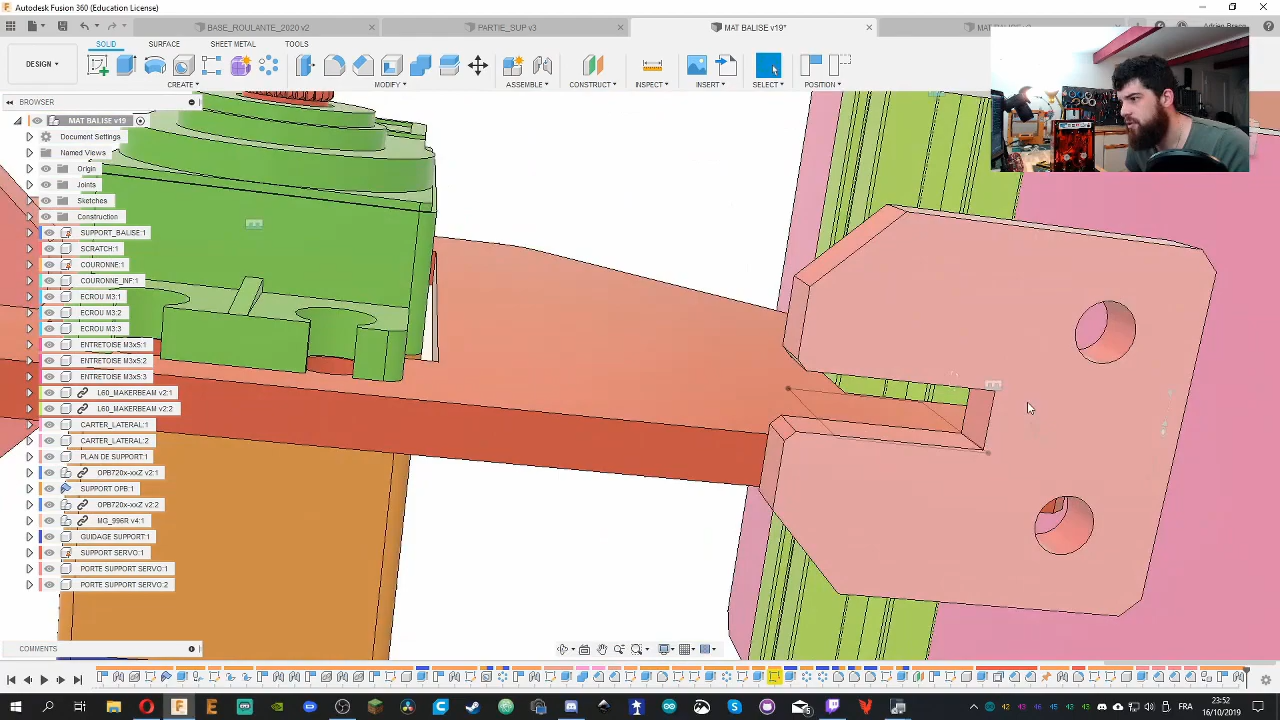 Autodesk Fusion 360 (Education License)
BASE_ROULANTE_2020 v2
PARTIE_SUP v3
MAT BALISE v19*
SOLID
SURFACE
SHEET METAL
TOOLS
DESIGN
CREATE
MODIFY
ASSEMBLE
CONSTRUCT
INSPECT
INSERT
SELECT
POSITION
BROWSER
MAT BALISE v19
Document Settings
Named Views
Origin
Joints
Sketches
Construction
SUPPORT_BALISE:1
SCRATCH:1
COURONNE:1
COURONNE_INF:1
ECROU M3:1
ECROU M3:2
ECROU M3:3
ENTRETOISE M3x5:1
ENTRETOISE M3x5:2
ENTRETOISE M3x5:3
L60_MAKERBEAM v2:1
L60_MAKERBEAM v2:2
CARTER_LATERAL:1
CARTER_LATERAL:2
PLAN DE SUPPORT:1
OPB720x-xxZ v2:1
SUPPORT OPB:1
OPB720x-xxZ v2:2
MG_996R v4:1
GUIDAGE SUPPORT:1
SUPPORT SERVO:1
PORTE SUPPORT SERVO:1
PORTE SUPPORT SERVO:2
COMMENTS
FRA
23:52
16/10/2019